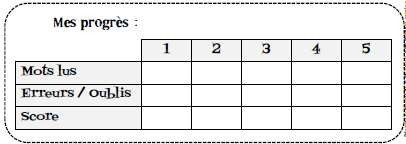 Mes progrès :
1 2 3 4 5
Mots lus
Erreurs / Oublis
Score